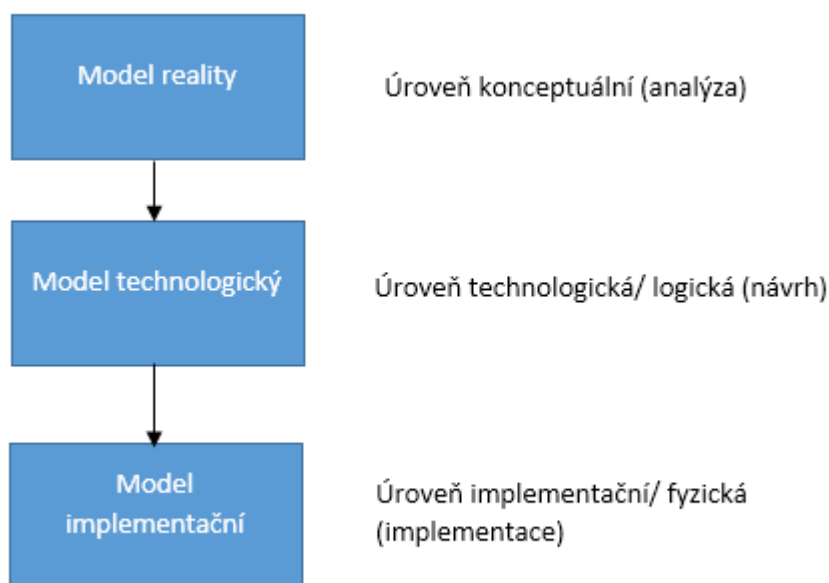 Model reality
Úroveň konceptuální (analýza)
Model technologický
Úroveň technologická/ logická (návrh)
Model
implementační
Úroveň implementační/ fyzická
(implementace)